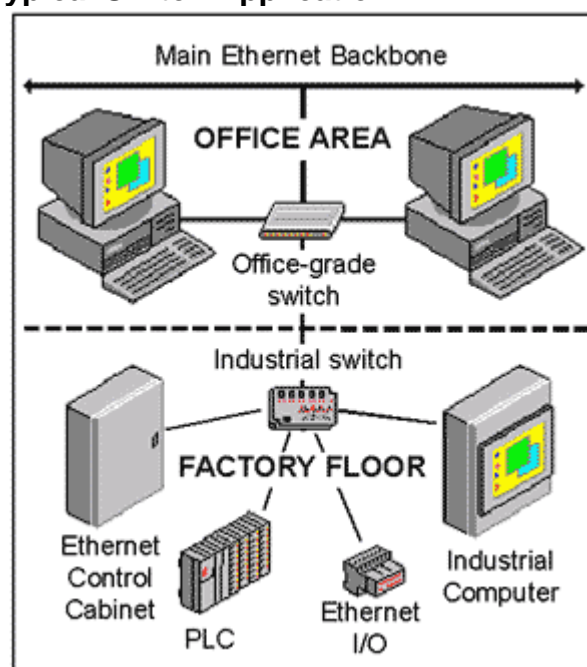 Main Ethernet Backbone
OFFICE AREA
Office-grade
switch
Industrial switch
FACTORY FLOOR
Ethernet
Control
Cabinet
PLC
Ethernet
I/O
Industrial
Computer